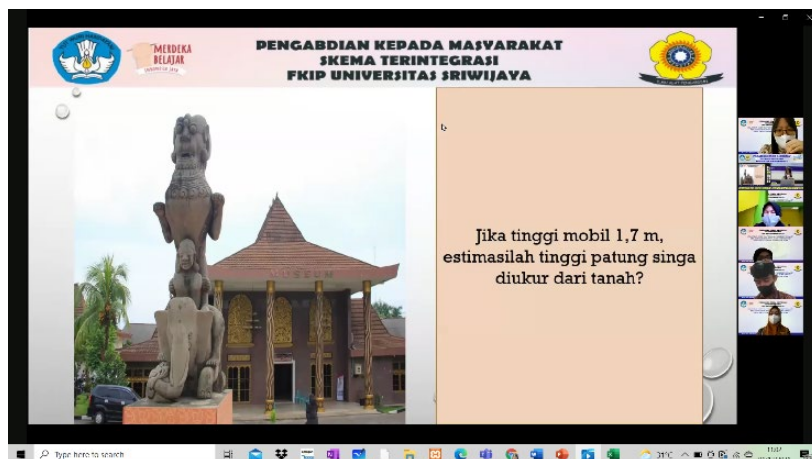 MERDEKA
BELAJAR
PENGABDIAN KEPADA MASYARAKAT
SKEMA TERINTEGRASI
FKIP UNIVERSITAS SRIWIJAYA
MUSEUM
Jika tinggi mobil 1,7 m,
estimasilah tinggi patung singa
diukur dari tanah?
Type here to search
31°C